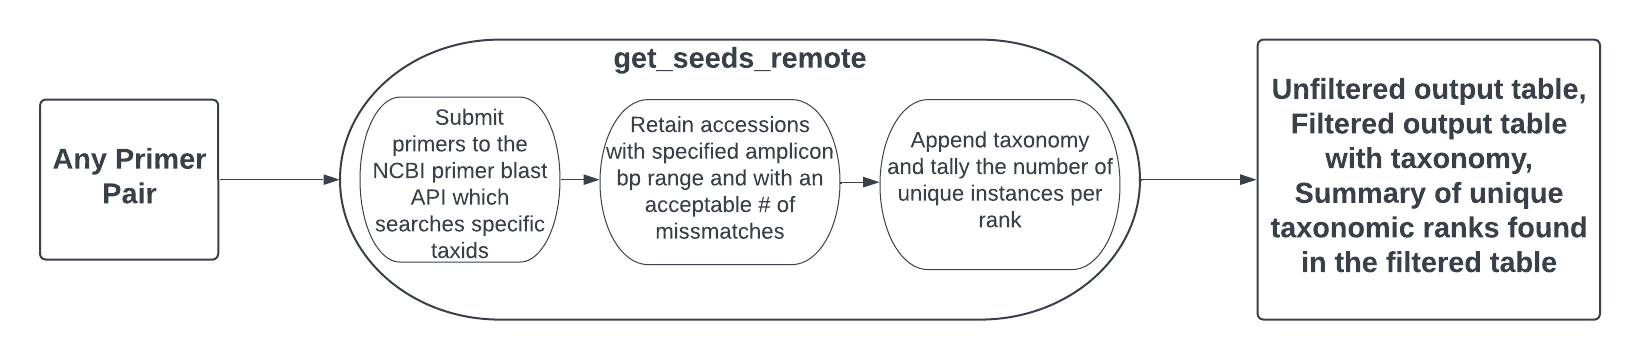 Any Primer
Pair
get_seeds_remote
Submit
primers to the
NCBI primer blast
API which
searches specific
taxids
Retain accessions
with specified amplicon
bp range and with an
acceptable # of
missmatches
Append taxonomy
and tally the number of
unique instances per
rank
Unfiltered output table,
Filtered output table
with taxonomy,
Summary of unique
taxonomic ranks found
in the filtered table